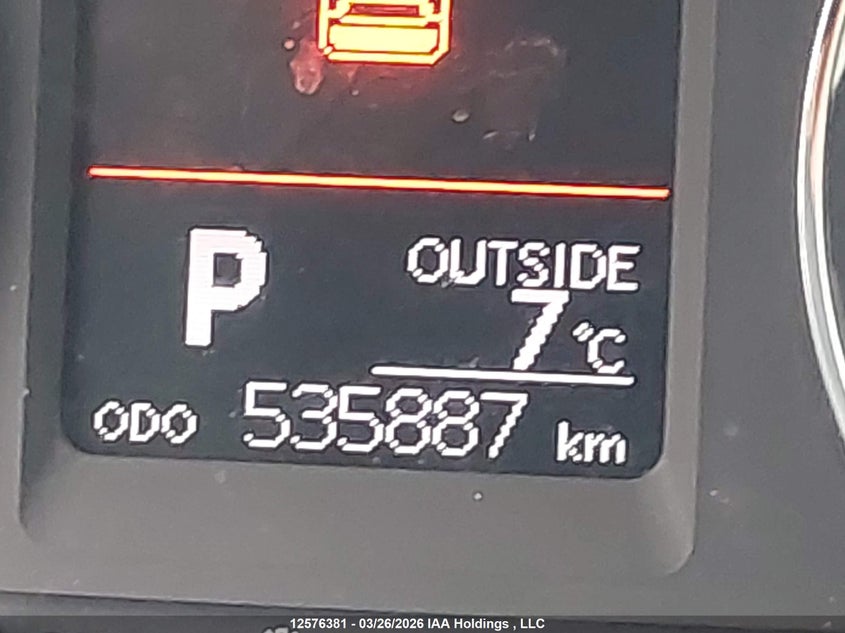 P
OUTSIDE
7°C
ODO 535887 km
12576381 - 03/26/2026 IAA Holdings , LLC